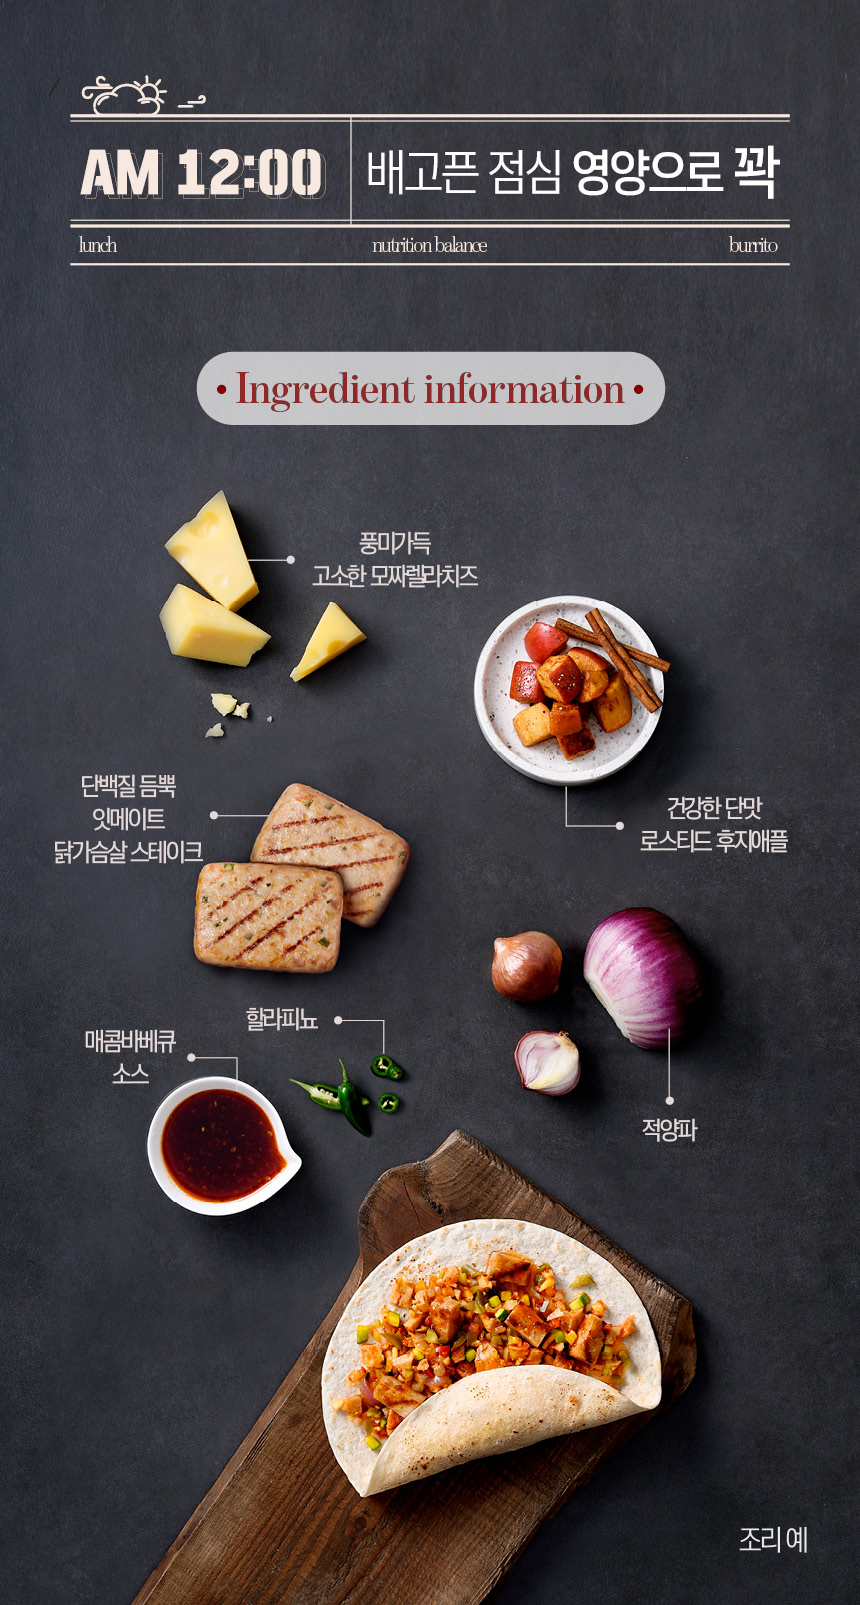 AM 12:00
배고픈 점심 영양으로 꽉
lunch
nutrition balance
burrito
• Ingredient information •
풍미가득
고소한 모짜렐라치즈
단백질 듬뿍
잇메이트
닭가슴살 스테이크
건강한 단맛
로스티드 후지애플
할라피뇨
매콤바베큐
소스
적양파
조리 예